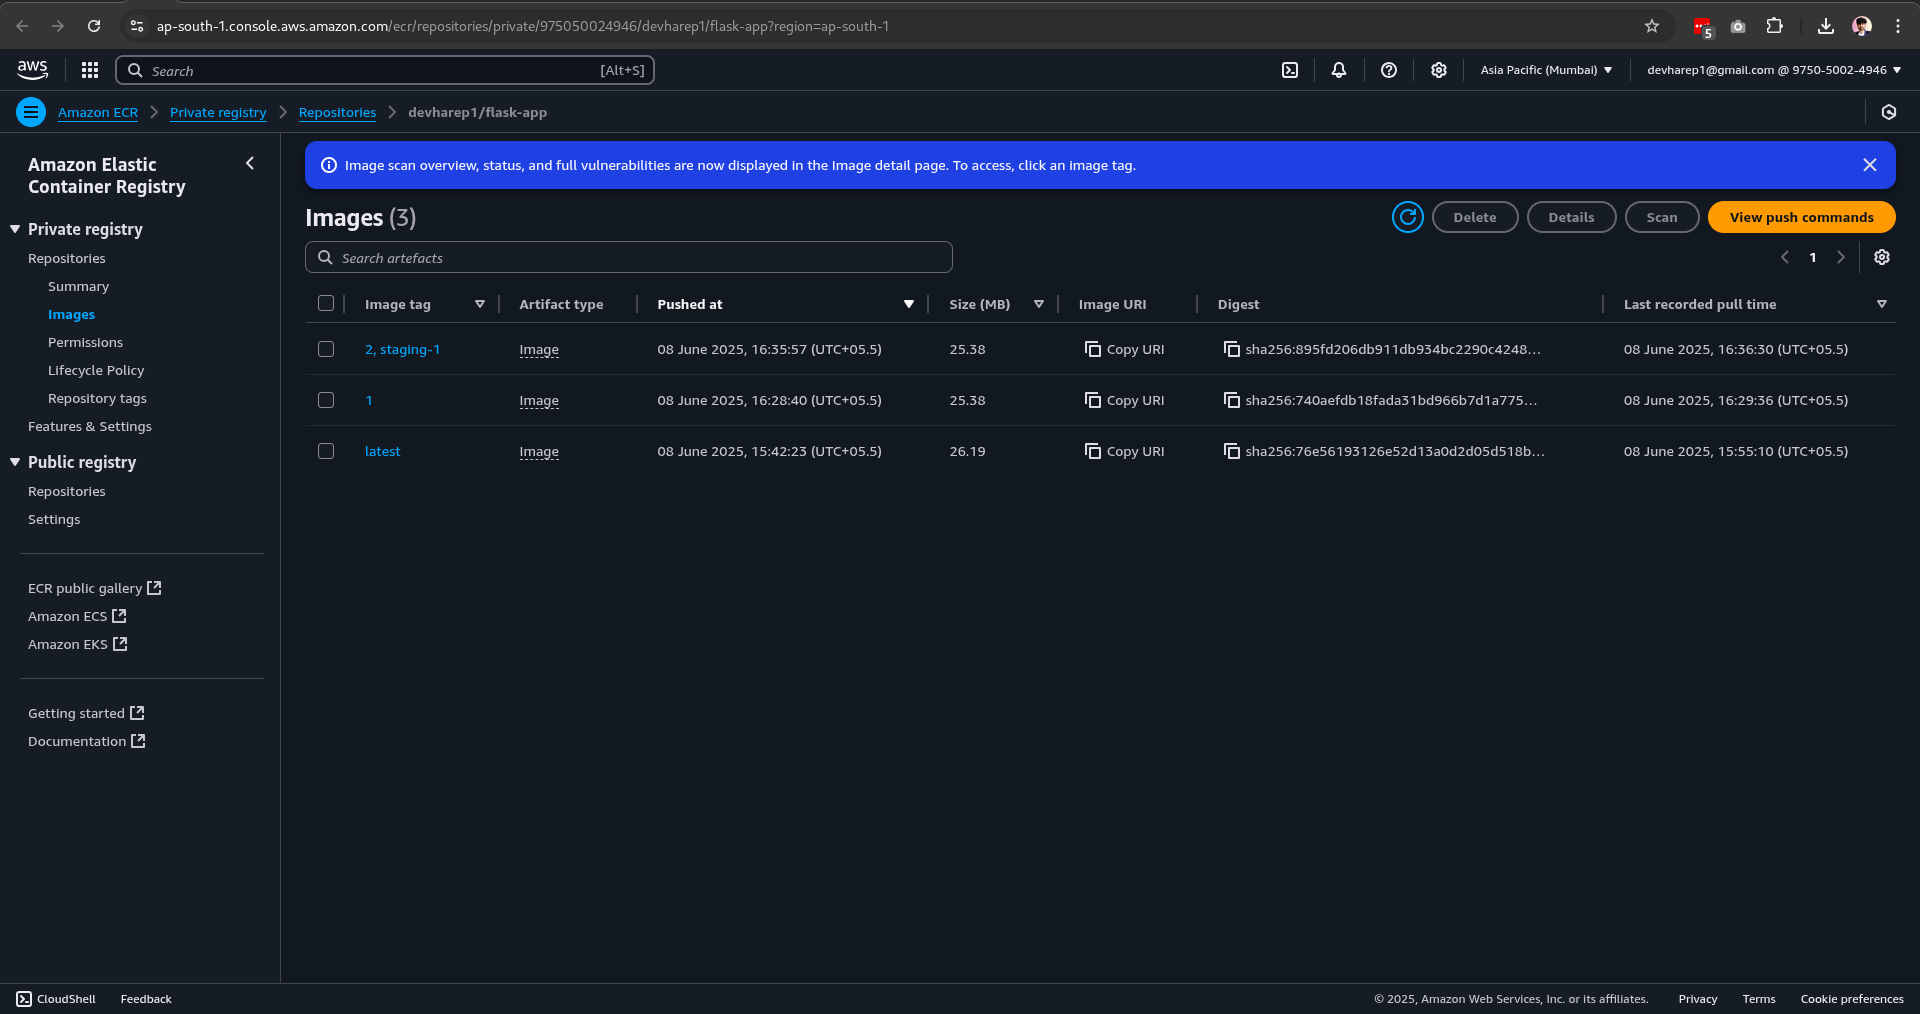 ap-south-1.console.aws.amazon.com/ecr/repositories/private/975050024946/devharep1/flask-app?region=ap-south-1
5
aws
Search
[Alt+S]
Asia Pacific (Mumbai)
devharep1@gmail.com @ 9750-5002-4946
Amazon ECR
Private registry
Repositories
devharep1/flask-app
Amazon Elastic
Container Registry
Private registry
Repositories
Summary
Images
Permissions
Lifecycle Policy
Repository tags
Features & Settings
Public registry
Repositories
Settings
ECR public gallery
Amazon ECS
Amazon EKS
Getting started
Documentation
Image scan overview, status, and full vulnerabilities are now displayed in the Image detail page. To access, click an image tag.
Images (3)
Delete
Details
Scan
View push commands
Search artefacts
1
Image tag Artifact type Pushed at Size (MB) Image URI Digest Last recorded pull time
2, staging-1 Image 08 June 2025, 16:35:57 (UTC+05.5) 25.38 Copy URI sha256:895fd206db911db934bc2290c4248... 08 June 2025, 16:36:30 (UTC+05.5)
1 Image 08 June 2025, 16:28:40 (UTC+05.5) 25.38 Copy URI sha256:740aefdb18fada31bd966b7d1a775... 08 June 2025, 16:29:36 (UTC+05.5)
latest Image 08 June 2025, 15:42:23 (UTC+05.5) 26.19 Copy URI sha256:76e56193126e52d13a0d2d05d518b... 08 June 2025, 15:55:10 (UTC+05.5)
CloudShell
Feedback
© 2025, Amazon Web Services, Inc. or its affiliates.
Privacy
Terms
Cookie preferences